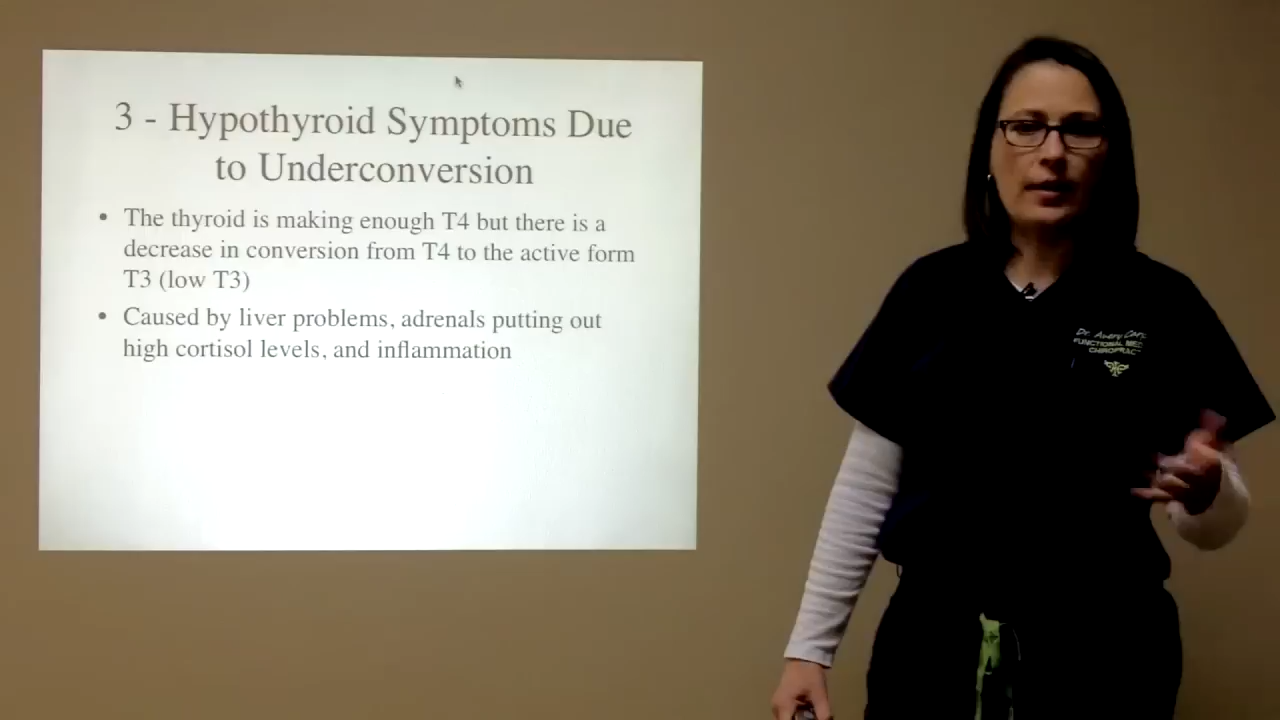 3 - Hypothyroid Symptoms Due
to Underconversion
• The thyroid is making enough T4 but there is a
decrease in conversion from T4 to the active form
T3 (low T3)
• Caused by liver problems, adrenals putting out
high cortisol levels, and inflammation
Dr.
FUNCTIONAL